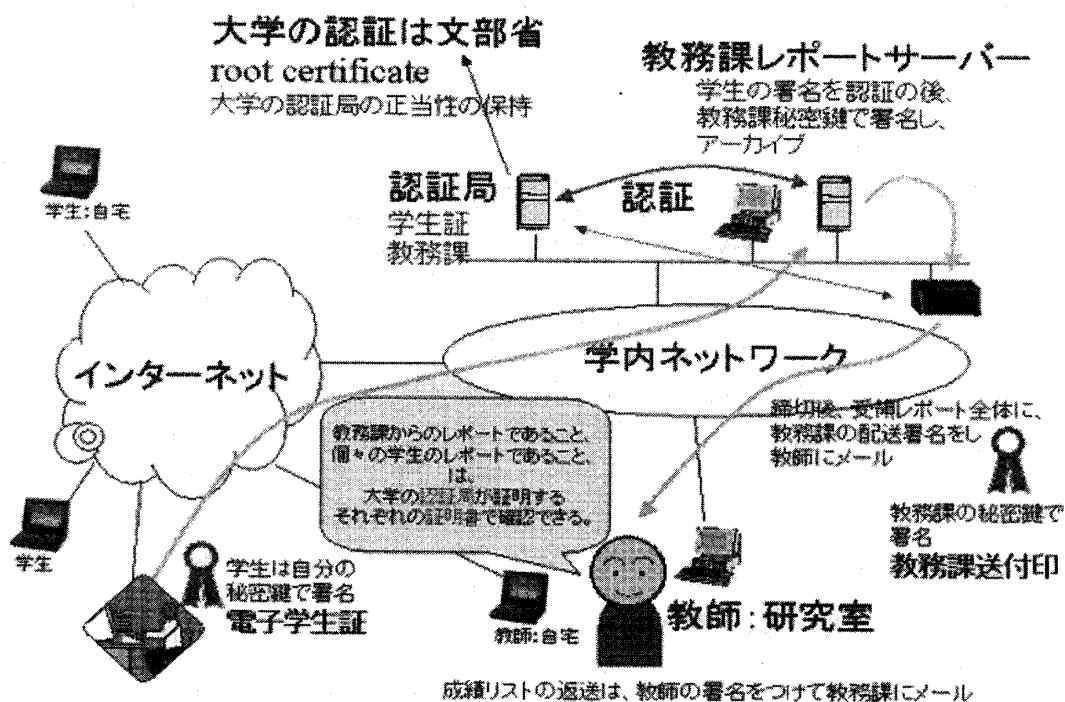 大学の認証は文部省
root certificate
大学の認証局の正当性の保持
教務課レポートサーバー
学生の署名を認証の後、
教務課秘密鍵で署名し、
アーカイブ
学生:自宅
認証局
学生証
教務課
認証
インターネット
学内ネットワーク
締切後、受領レポート全体に、
教務課の配送署名をし
教師にメール
教務課からのレポートであること、
個々の学生のレポートであること、
は、
大学の認証局が証明する
それぞれの証明書で確認できる。
教務課の秘密鍵で
署名
教務課送付印
学生
学生は自分の
秘密鍵で署名
電子学生証
教師:自宅
教師:研究室
成績リストの返送は、教師の署名をつけて教務課にメール